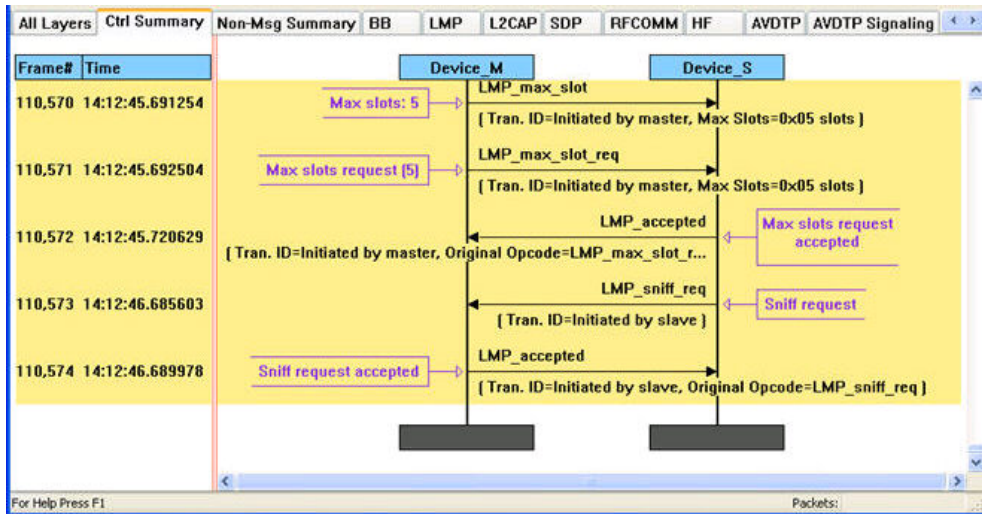 All Layers Ctrl Summary Non-Msg Summary BB LMP L2CAP SDP RFCOMM HF AVDTP AVDTP Signaling
Frame# Time Device_M Device_S
110,570 14:12:45.691254 Max slots: 5 LMP_max_slot
( Tran. ID=Initiated by master, Max Slots=0x05 slots )
110,571 14:12:45.692504 Max slots request (5) LMP_max_slot_req
( Tran. ID=Initiated by master, Max Slots=0x05 slots )
110,572 14:12:45.720629 LMP_accepted Max slots request
accepted
( Tran. ID=Initiated by master, Original Opcode=LMP_max_slot_r...
110,573 14:12:46.685603 LMP_sniff_req Sniff request
( Tran. ID=Initiated by slave )
110,574 14:12:46.689978 Sniff request accepted LMP_accepted
( Tran. ID=Initiated by slave, Original Opcode=LMP_sniff_req )
For Help Press F1 Packets: